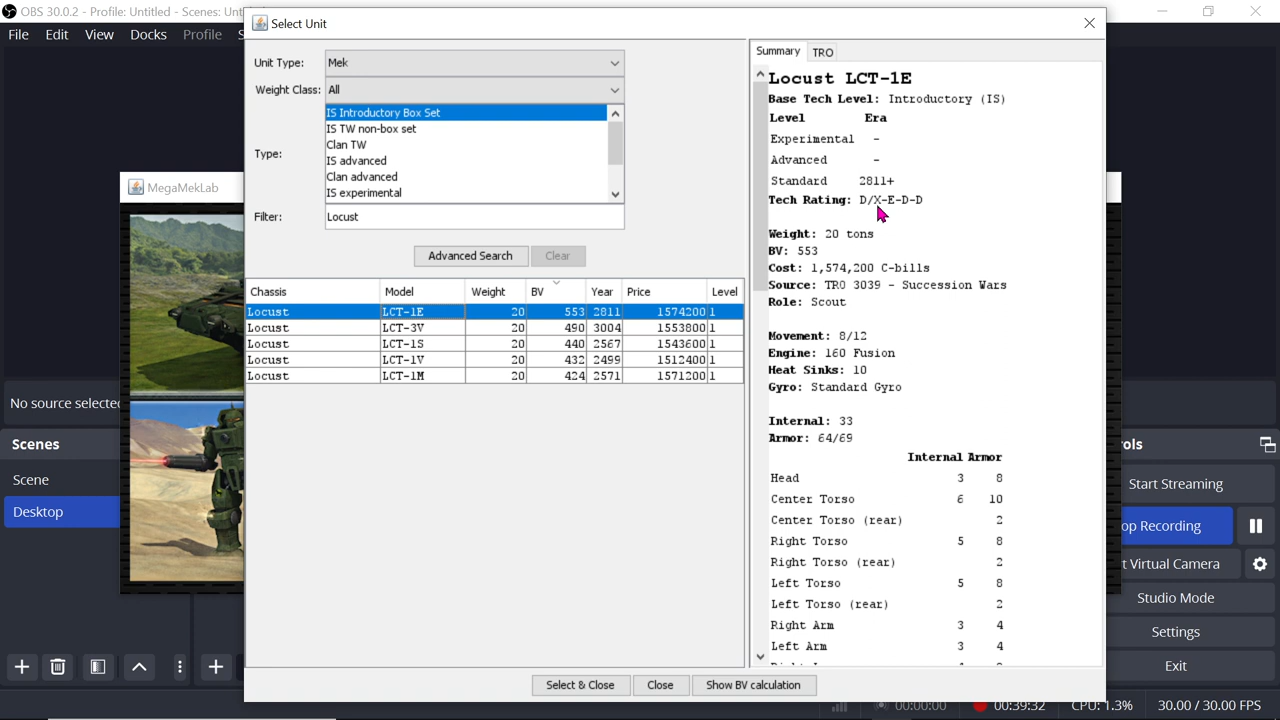 OBS 30.0.2 - Profile: Untitled - Scenes: Unt
File Edit View Docks Profile S
Select Unit
Unit Type: Mek
Weight Class: All
Type:
IS Introductory Box Set
IS TW non-box set
Clan TW
IS advanced
Clan advanced
IS experimental
Filter: Locust
Advanced Search Clear
Chassis Model Weight BV Year Price Level
Locust LCT-1E 20 553 2811 1574200 1
Locust LCT-3V 20 490 3004 1553800 1
Locust LCT-1S 20 440 2567 1543600 1
Locust LCT-1V 20 432 2499 1512400 1
Locust LCT-1M 20 424 2571 1571200 1
Summary TRO
Locust LCT-1E
Base Tech Level: Introductory (IS)
Level Era
Experimental -
Advanced -
Standard 2811+
Tech Rating: D/X-E-D-D
Weight: 20 tons
BV: 553
Cost: 1,574,200 C-bills
Source: TRO 3039 - Succession Wars
Role: Scout
Movement: 8/12
Engine: 160 Fusion
Heat Sinks: 10
Gyro: Standard Gyro
Internal: 33
Armor: 64/69
Internal Armor
Head 3 8
Center Torso 6 10
Center Torso (rear) 2
Right Torso 5 8
Right Torso (rear) 2
Left Torso 5 8
Left Torso (rear) 2
Right Arm 3 4
Left Arm 3 4
Select & Close Close Show BV calculation
MegaMekLab
No source selected
Scenes
Scene
Desktop
ols
Start Streaming
op Recording
t Virtual Camera
Studio Mode
Settings
Exit
00:00:00 00:39:32 CPU: 1.3% 30.00 / 30.00 FPS